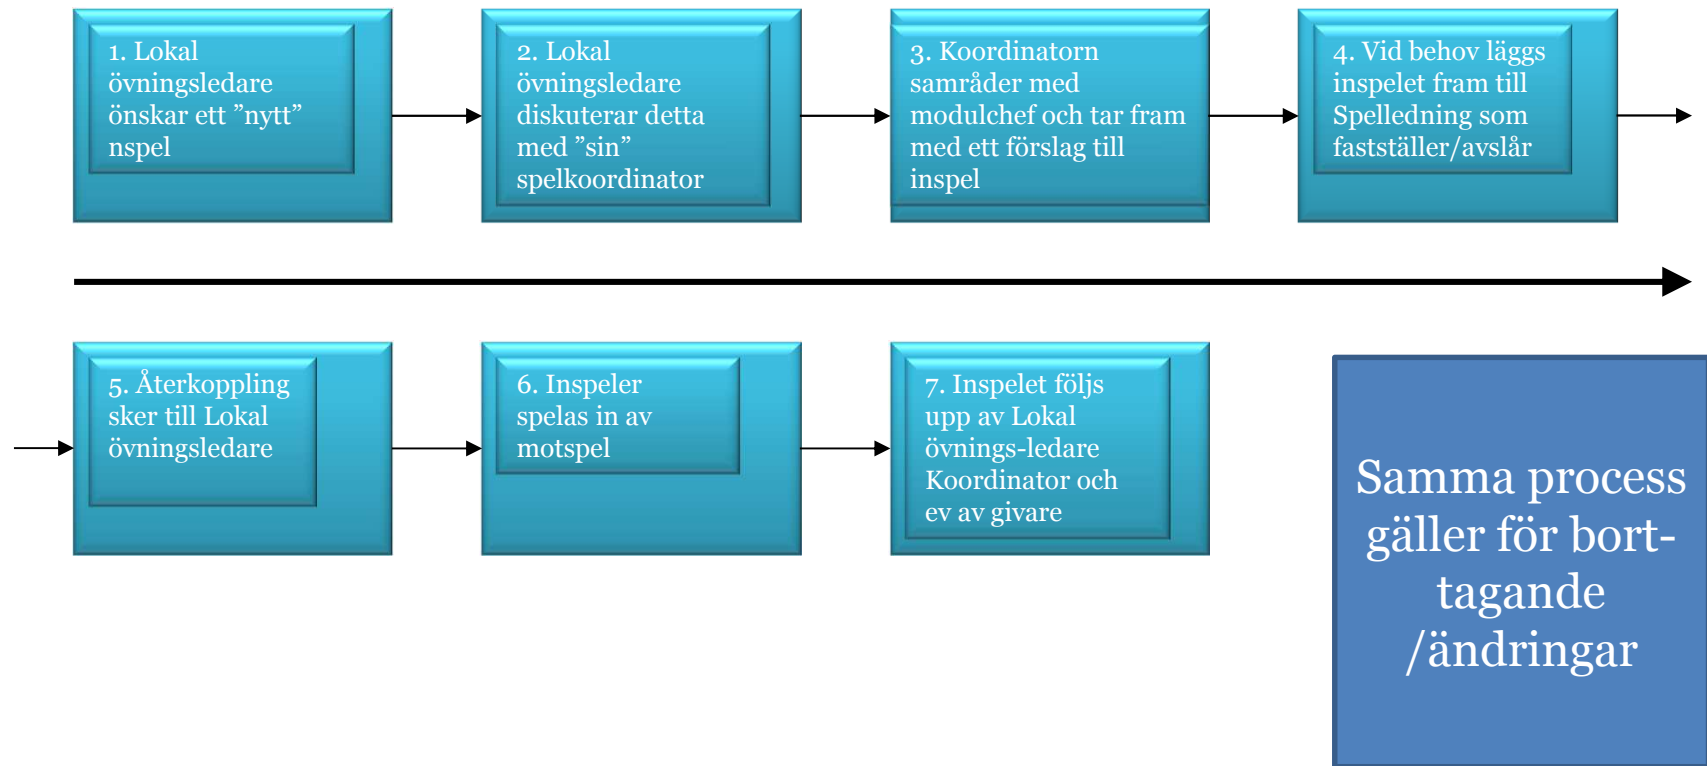 1. Lokal
övningsledare
önskar ett ”nytt”
nspel
2. Lokal
övningsledare
diskuterar detta
med ”sin”
spelkoordinator
3. Koordinatorn
samråder med
modulchef och tar fram
med ett förslag till
inspel
4. Vid behov läggs
inspelet fram till
Spelledning som
fastställer/avslår
5. Återkoppling
sker till Lokal
övningsledare
6. Inspeler
spelas in av
motspel
7. Inspelet följs
upp av Lokal
övnings-ledare
Koordinator och
ev av givare
Samma process
gäller för bort-
tagande
/ändringar